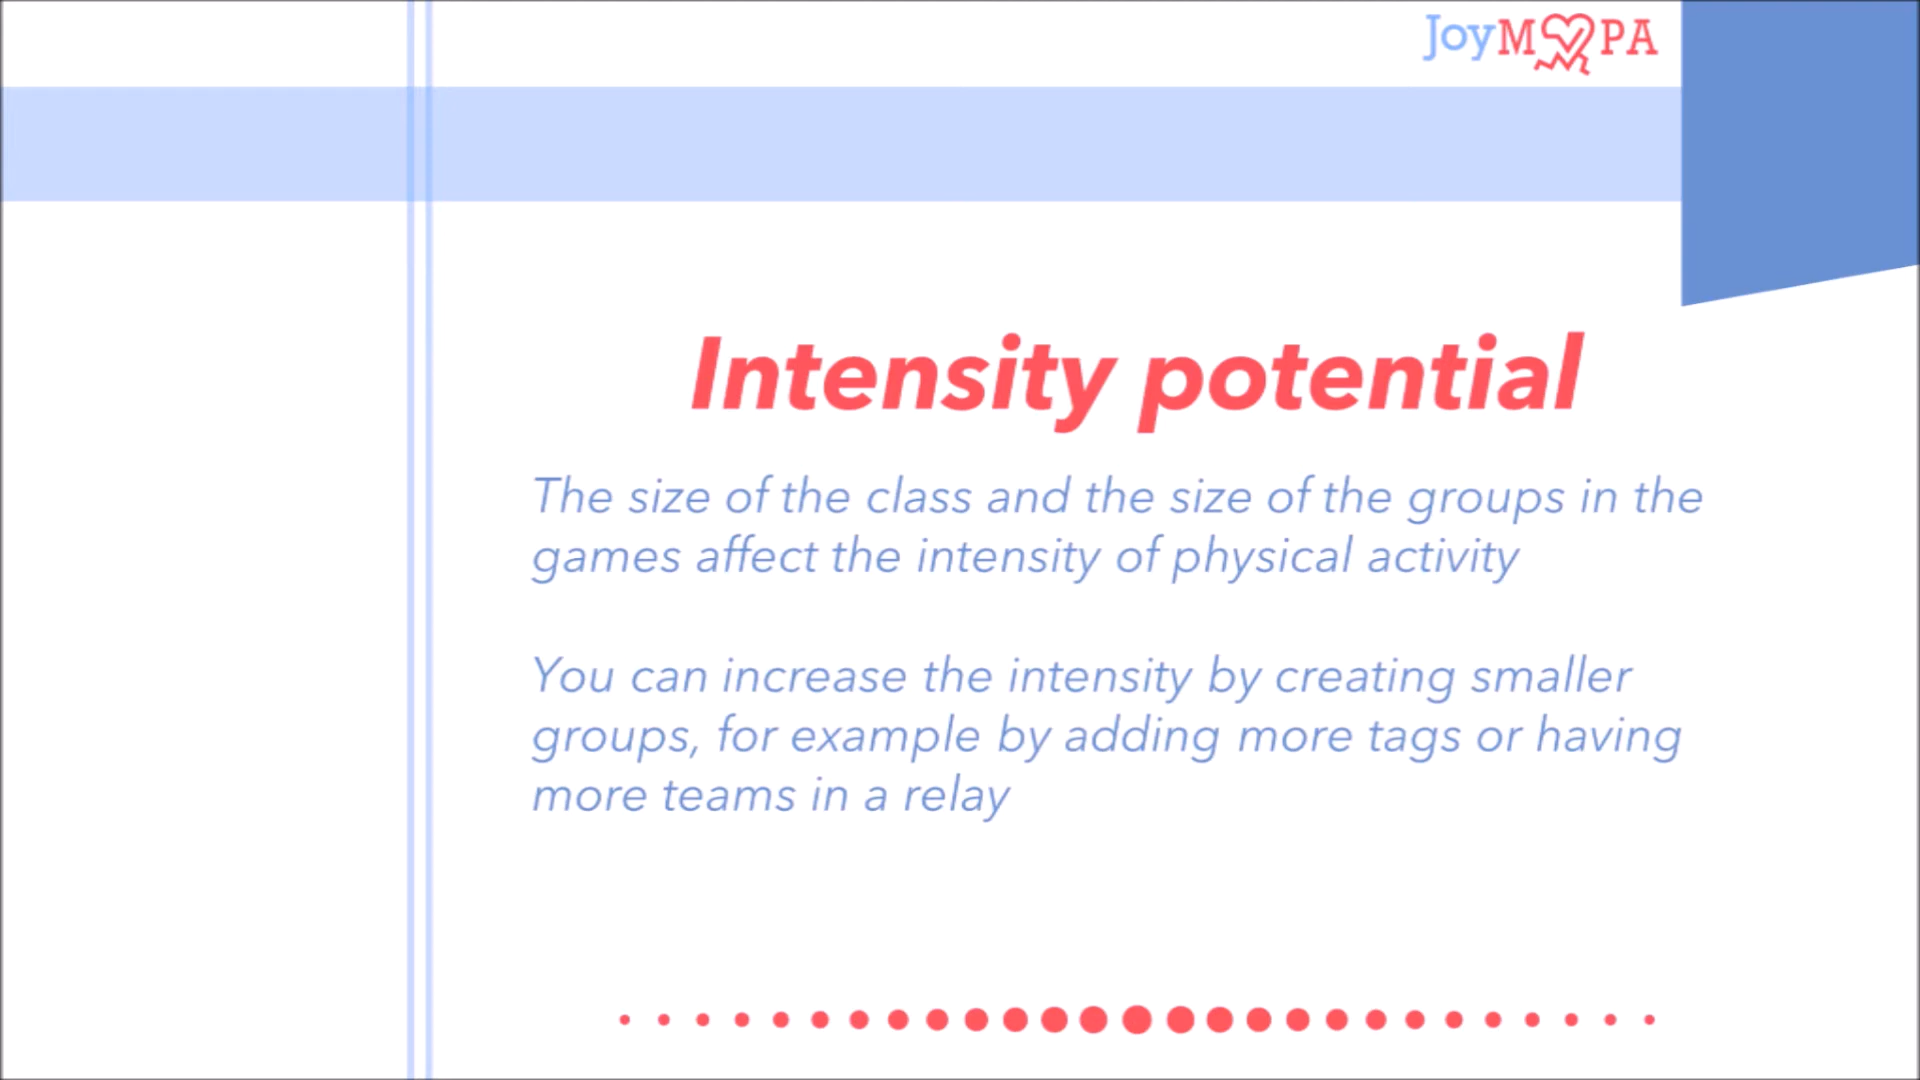 JoyMOPA
Intensity potential
The size of the class and the size of the groups in the
games affect the intensity of physical activity
You can increase the intensity by creating smaller
groups, for example by adding more tags or having
more teams in a relay